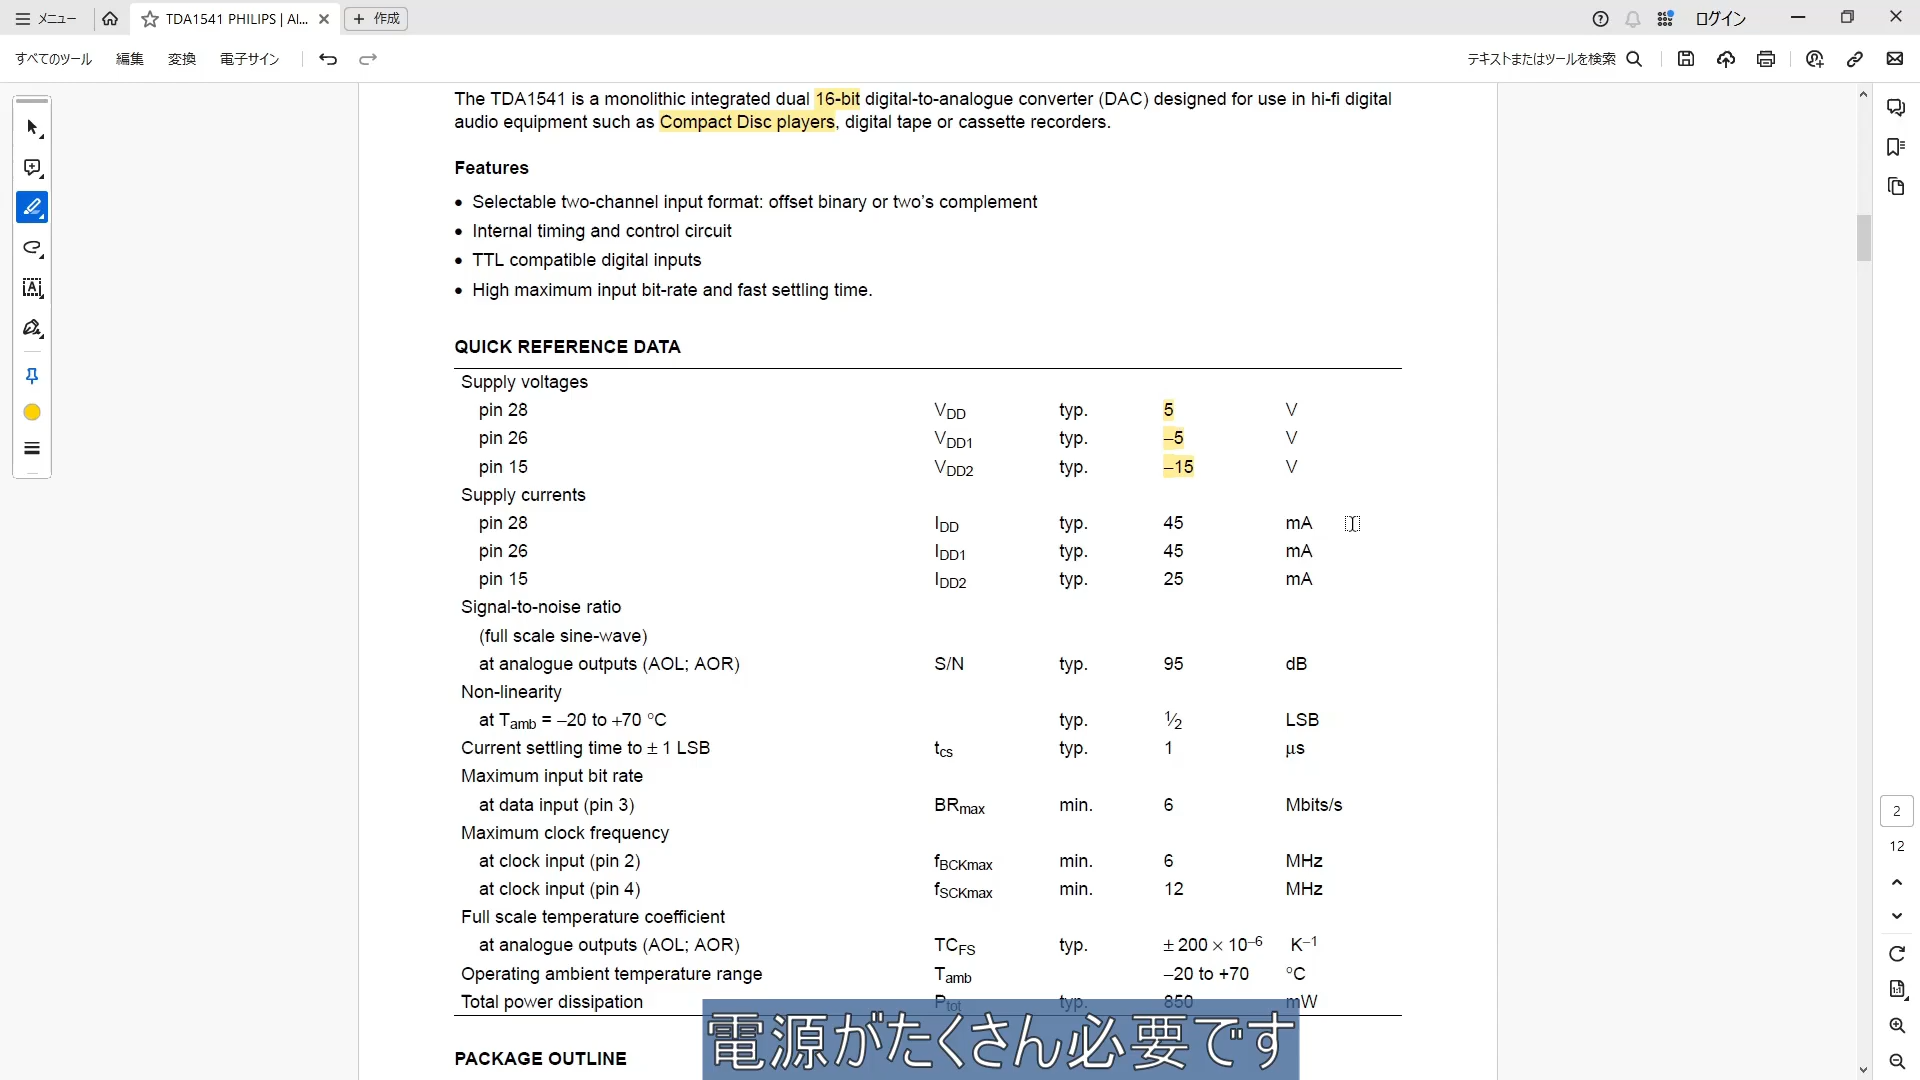 メニュー
TDA1541 PHILIPS | Al...
作成
ログイン
すべてのツール 編集 変換 電子サイン
テキストまたはツールを検索
The TDA1541 is a monolithic integrated dual 16-bit digital-to-analogue converter (DAC) designed for use in hi-fi digital
audio equipment such as Compact Disc players, digital tape or cassette recorders.
Features
• Selectable two-channel input format: offset binary or two's complement
• Internal timing and control circuit
• TTL compatible digital inputs
• High maximum input bit-rate and fast settling time.
QUICK REFERENCE DATA
Supply voltages
pin 28 VDD typ. 5 V
pin 26 VDD1 typ. –5 V
pin 15 VDD2 typ. –15 V
Supply currents
pin 28 IDD typ. 45 mA
pin 26 IDD1 typ. 45 mA
pin 15 IDD2 typ. 25 mA
Signal-to-noise ratio
(full scale sine-wave)
at analogue outputs (AOL; AOR) S/N typ. 95 dB
Non-linearity
at Tamb = –20 to +70 °C typ. 1⁄2 LSB
Current settling time to ± 1 LSB tcs typ. 1 μs
Maximum input bit rate
at data input (pin 3) BRmax min. 6 Mbits/s
Maximum clock frequency
at clock input (pin 2) fBCKmax min. 6 MHz
at clock input (pin 4) fSCKmax min. 12 MHz
Full scale temperature coefficient
at analogue outputs (AOL; AOR) TCFS typ. ± 200 × 10–6 K–1
Operating ambient temperature range Tamb –20 to +70 °C
Total power dissipation Ptot typ. 850 mW
PACKAGE OUTLINE
電源がたくさん必要です
2
12